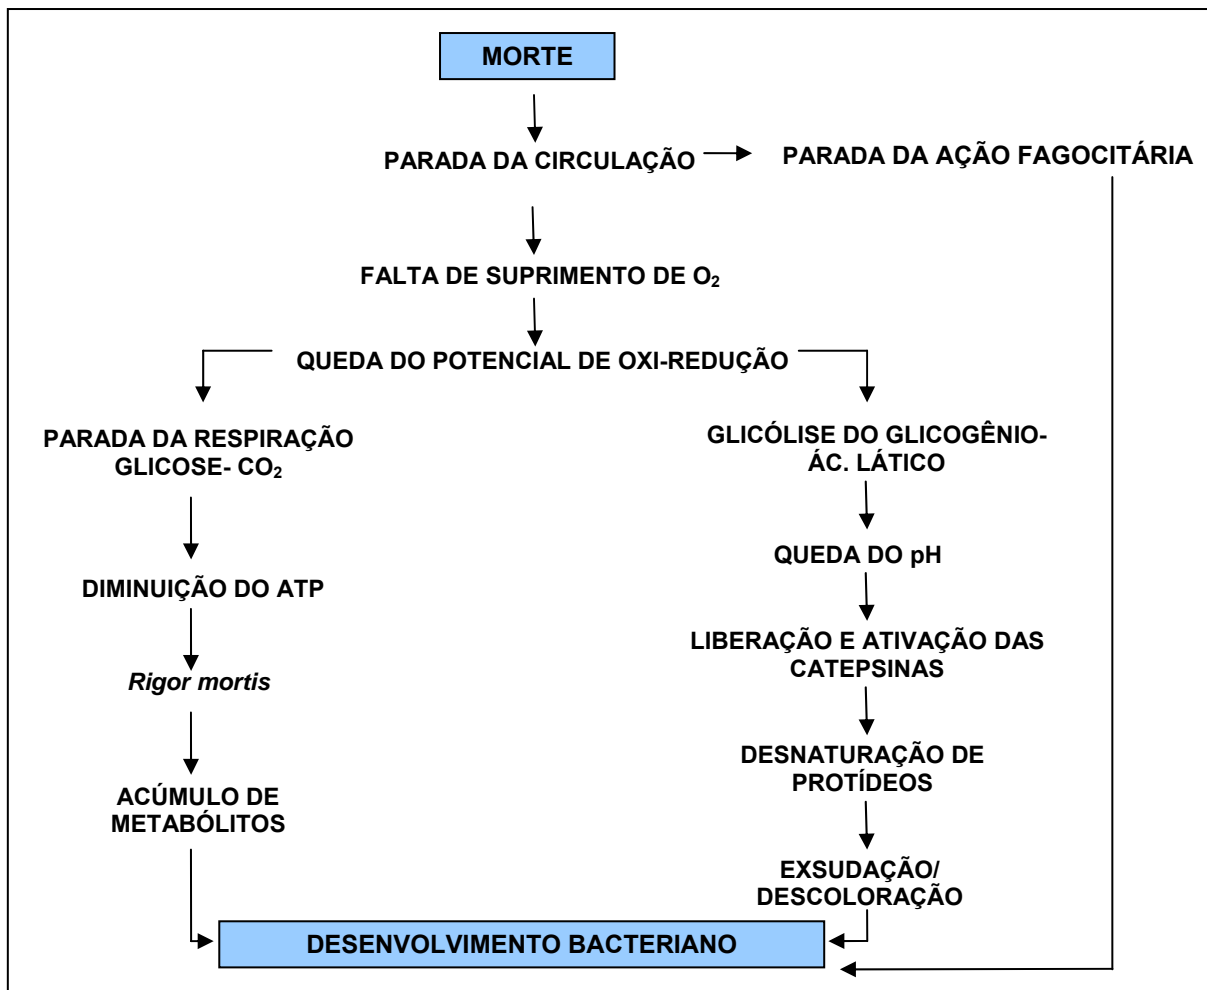 MORTE
PARADA DA CIRCULAÇÃO
PARADA DA AÇÃO FAGOCITÁRIA
FALTA DE SUPRIMENTO DE O₂
QUEDA DO POTENCIAL DE OXI-REDUÇÃO
PARADA DA RESPIRAÇÃO
GLICOSE- CO₂
DIMINUIÇÃO DO ATP
Rigor mortis
ACÚMULO DE
METABÓLITOS
GLICÓLISE DO GLICOGÊNIO-
ÁC. LÁTICO
QUEDA DO pH
LIBERAÇÃO E ATIVAÇÃO DAS
CATEPSINAS
DESNATURAÇÃO DE
PROTÍDEOS
EXSUDAÇÃO/
DESCOLORAÇÃO
DESENVOLVIMENTO BACTERIANO